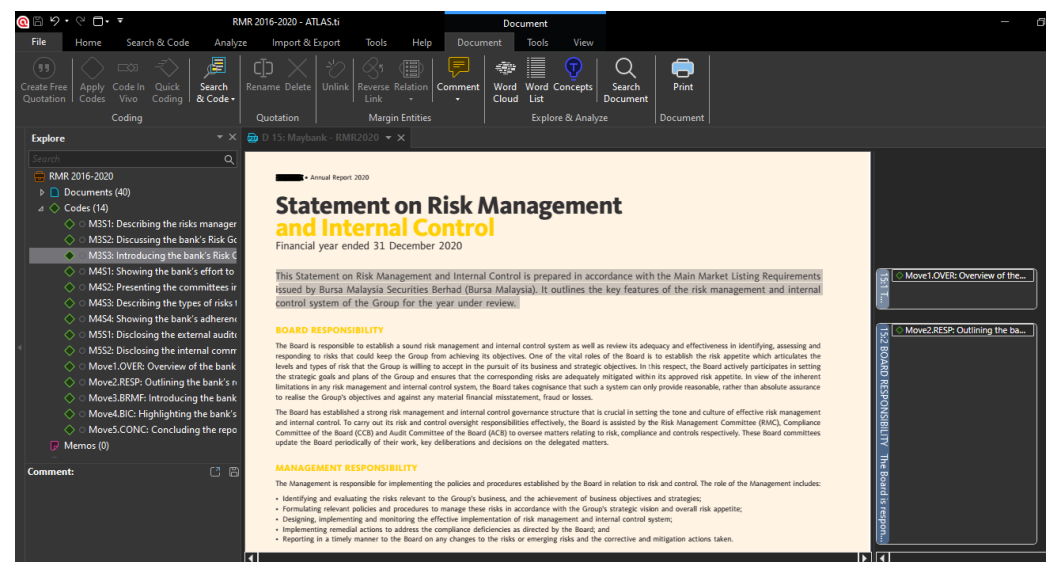 RMR 2016-2020 - ATLAS.ti
Document
File Home Search & Code Analyze Import & Export Tools Help Document Tools View
Create Free Quotation
Apply Codes
Code In Vivo
Quick Coding
Search & Code
Rename Delete
Unlink
Reverse Link
Relation
Comment
Word Cloud
Word List
Concepts
Search Document
Print
Coding
Quotation
Margin Entities
Explore & Analyze
Document
Explore
Search
RMR 2016-2020
Documents (40)
Codes (14)
M3S1: Describing the risks manager
M3S2: Discussing the bank's Risk Go
M3S3: Introducing the bank's Risk C
M4S1: Showing the bank's effort to
M4S2: Presenting the committees ir
M4S3: Describing the types of risks t
M4S4: Showing the bank's adheren
M5S1: Disclosing the external audito
M5S2: Disclosing the internal comm
Move1.OVER: Overview of the bank
Move2.RESP: Outlining the bank's r
Move3.BRMF: Introducing the bank
Move4.BIC: Highlighting the bank's
Move5.CONC: Concluding the repo
Memos (0)
Comment:
D 15: Maybank - RMR2020
• Annual Report 2020
Statement on Risk Management
and Internal Control
Financial year ended 31 December 2020
This Statement on Risk Management and Internal Control is prepared in accordance with the Main Market Listing Requirements
issued by Bursa Malaysia Securities Berhad (Bursa Malaysia). It outlines the key features of the risk management and internal
control system of the Group for the year under review.
BOARD RESPONSIBILITY
The Board is responsible to establish a sound risk management and internal control system as well as review its adequacy and effectiveness in identifying, assessing and
responding to risks that could keep the Group from achieving its objectives. One of the vital roles of the Board is to establish the risk appetite which articulates the
levels and types of risk that the Group is willing to accept in the pursuit of its business and strategic objectives. In this respect, the Board actively participates in setting
the strategic goals and plans of the Group and ensures that the corresponding risks are adequately mitigated within its approved risk appetite. In view of the inherent
limitations in any risk management and internal control system, the Board takes cognisance that such a system can only provide reasonable, rather than absolute assurance
to realise the Group's objectives and against any material financial misstatement, fraud or losses.
The Board has established a strong risk management and internal control governance structure that is crucial in setting the tone and culture of effective risk management
and internal control. To carry out its risk and control oversight responsibilities effectively, the Board is assisted by the Risk Management Committee (RMC), Compliance
Committee of the Board (CCB) and Audit Committee of the Board (ACB) to oversee matters relating to risk, compliance and controls respectively. These Board committees
update the Board periodically of their work, key deliberations and decisions on the delegated matters.
MANAGEMENT RESPONSIBILITY
The Management is responsible for implementing the policies and procedures established by the Board in relation to risk and control. The role of the Management includes:
• Identifying and evaluating the risks relevant to the Group's business, and the achievement of business objectives and strategies;
• Formulating relevant policies and procedures to manage these risks in accordance with the Group's strategic vision and overall risk appetite;
• Designing, implementing and monitoring the effective implementation of risk management and internal control system;
• Implementing remedial actions to address the compliance deficiencies as directed by the Board; and
• Reporting in a timely manner to the Board on any changes to the risks or emerging risks and the corrective and mitigation actions taken.
15:1 T...
Move1.OVER: Overview of the...
15:2 BOARD RESPONSIBILITY The Board is respon...
Move2.RESP: Outlining the ba...